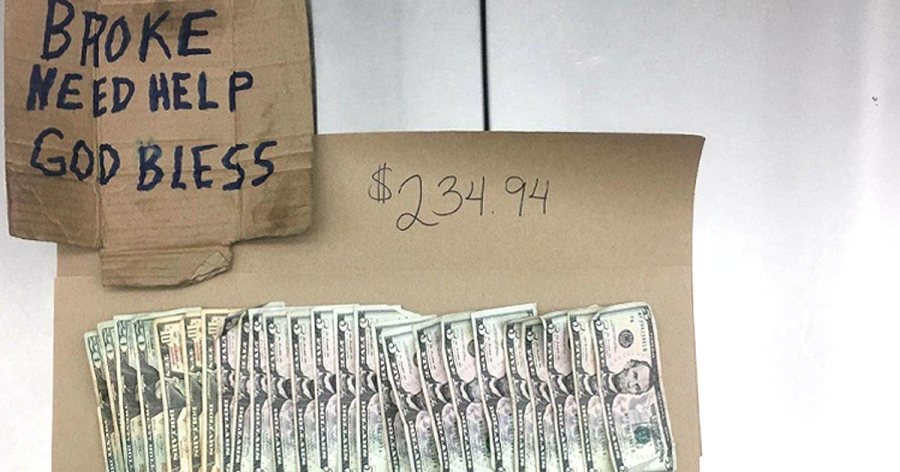 BROKE
NEED HELP
GOD BLESS
$234.94